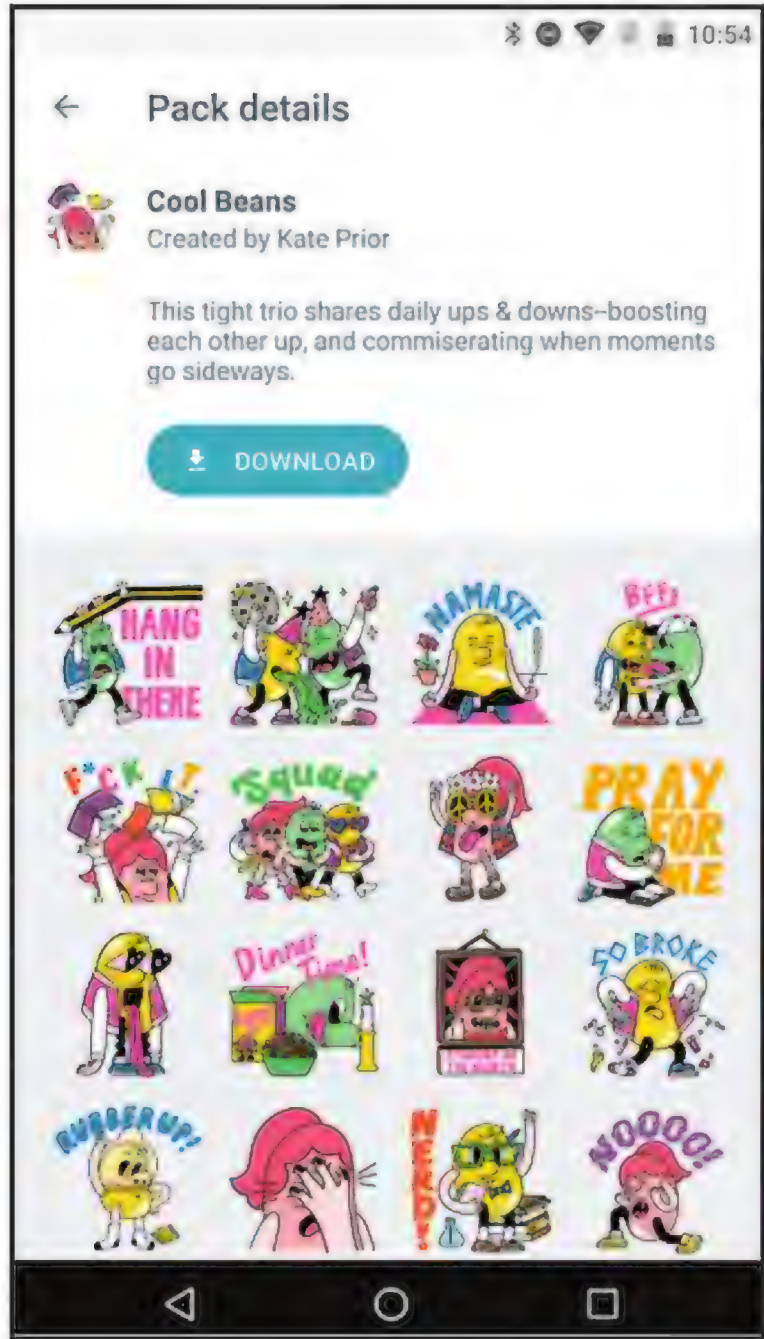 10:54
Pack details
Cool Beans
Created by Kate Prior
This tight trio shares daily ups & downs--boosting
each other up, and commiserating when moments
go sideways.
DOWNLOAD
HANG
IN
THERE
NAMASTE
BFF!
F*CK IT.
Squad
PRAY
FOR
ME
Dinner
Time!
SO BROKE
RUBBER UP!
NERD!
NOOOO!